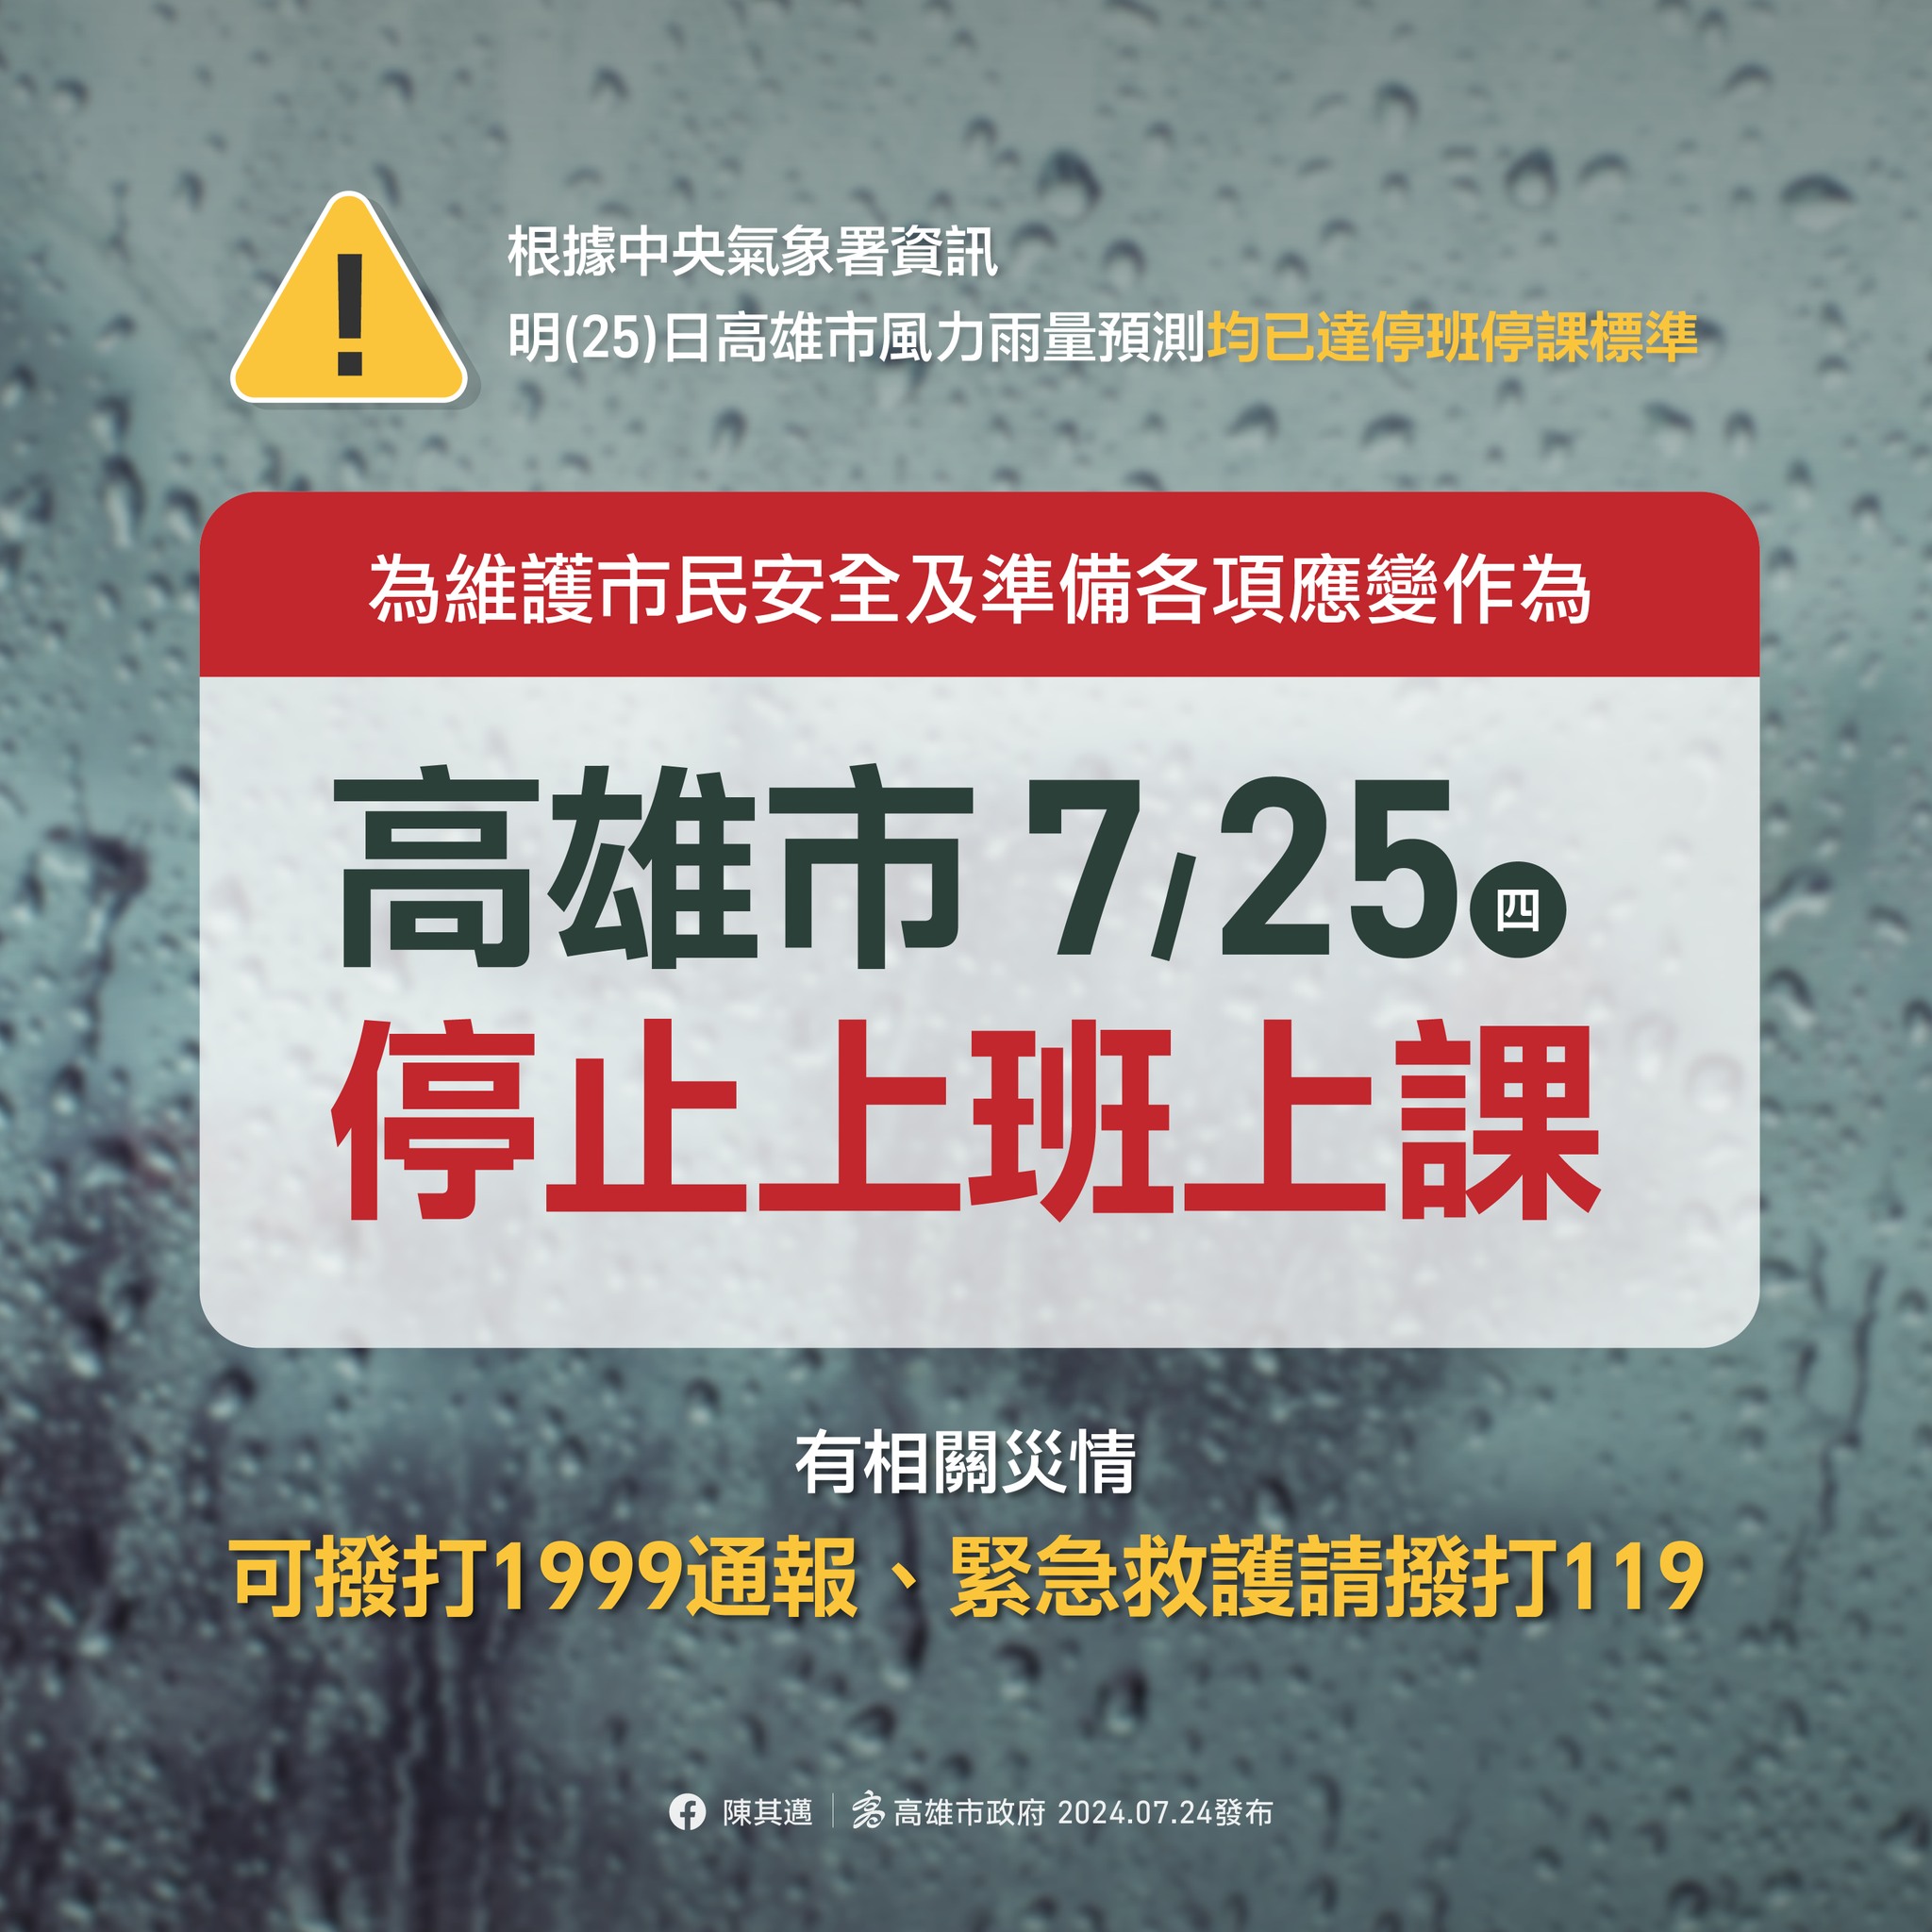 根據中央氣象署資訊
明(25)日高雄市風力雨量預測均已達停班停課標準
為維護市民安全及準備各項應變作為
高雄市 7/25 四
停止上班上課
有相關災情
可撥打1999通報、緊急救護請撥打119
陳其邁 | 高雄市政府 2024.07.24發布